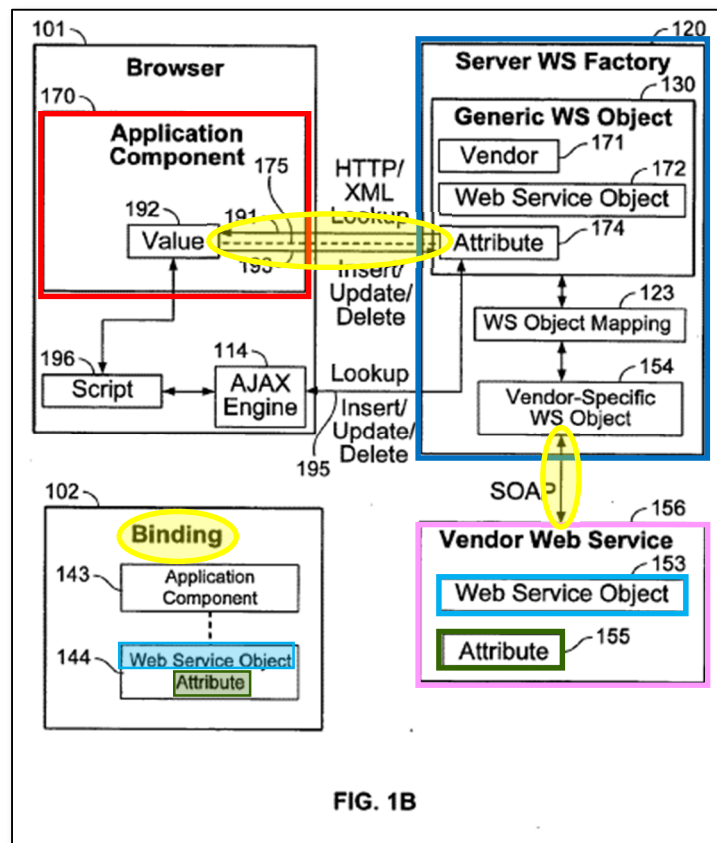 101
Browser
170
Application
Component
175
192
191
Value
193
HTTP/
XML
Lookup
Insert/
Update/
Delete
196
Script
114
AJAX
Engine
Lookup
Insert/
Update/
Delete
195
120
Server WS Factory
130
Generic WS Object
Vendor
171
172
Web Service Object
Attribute
174
123
WS Object Mapping
154
Vendor-Specific
WS Object
SOAP
156
Vendor Web Service
153
Web Service Object
Attribute
155
102
Binding
143
Application
Component
144
Web Service Object
Attribute
FIG. 1B